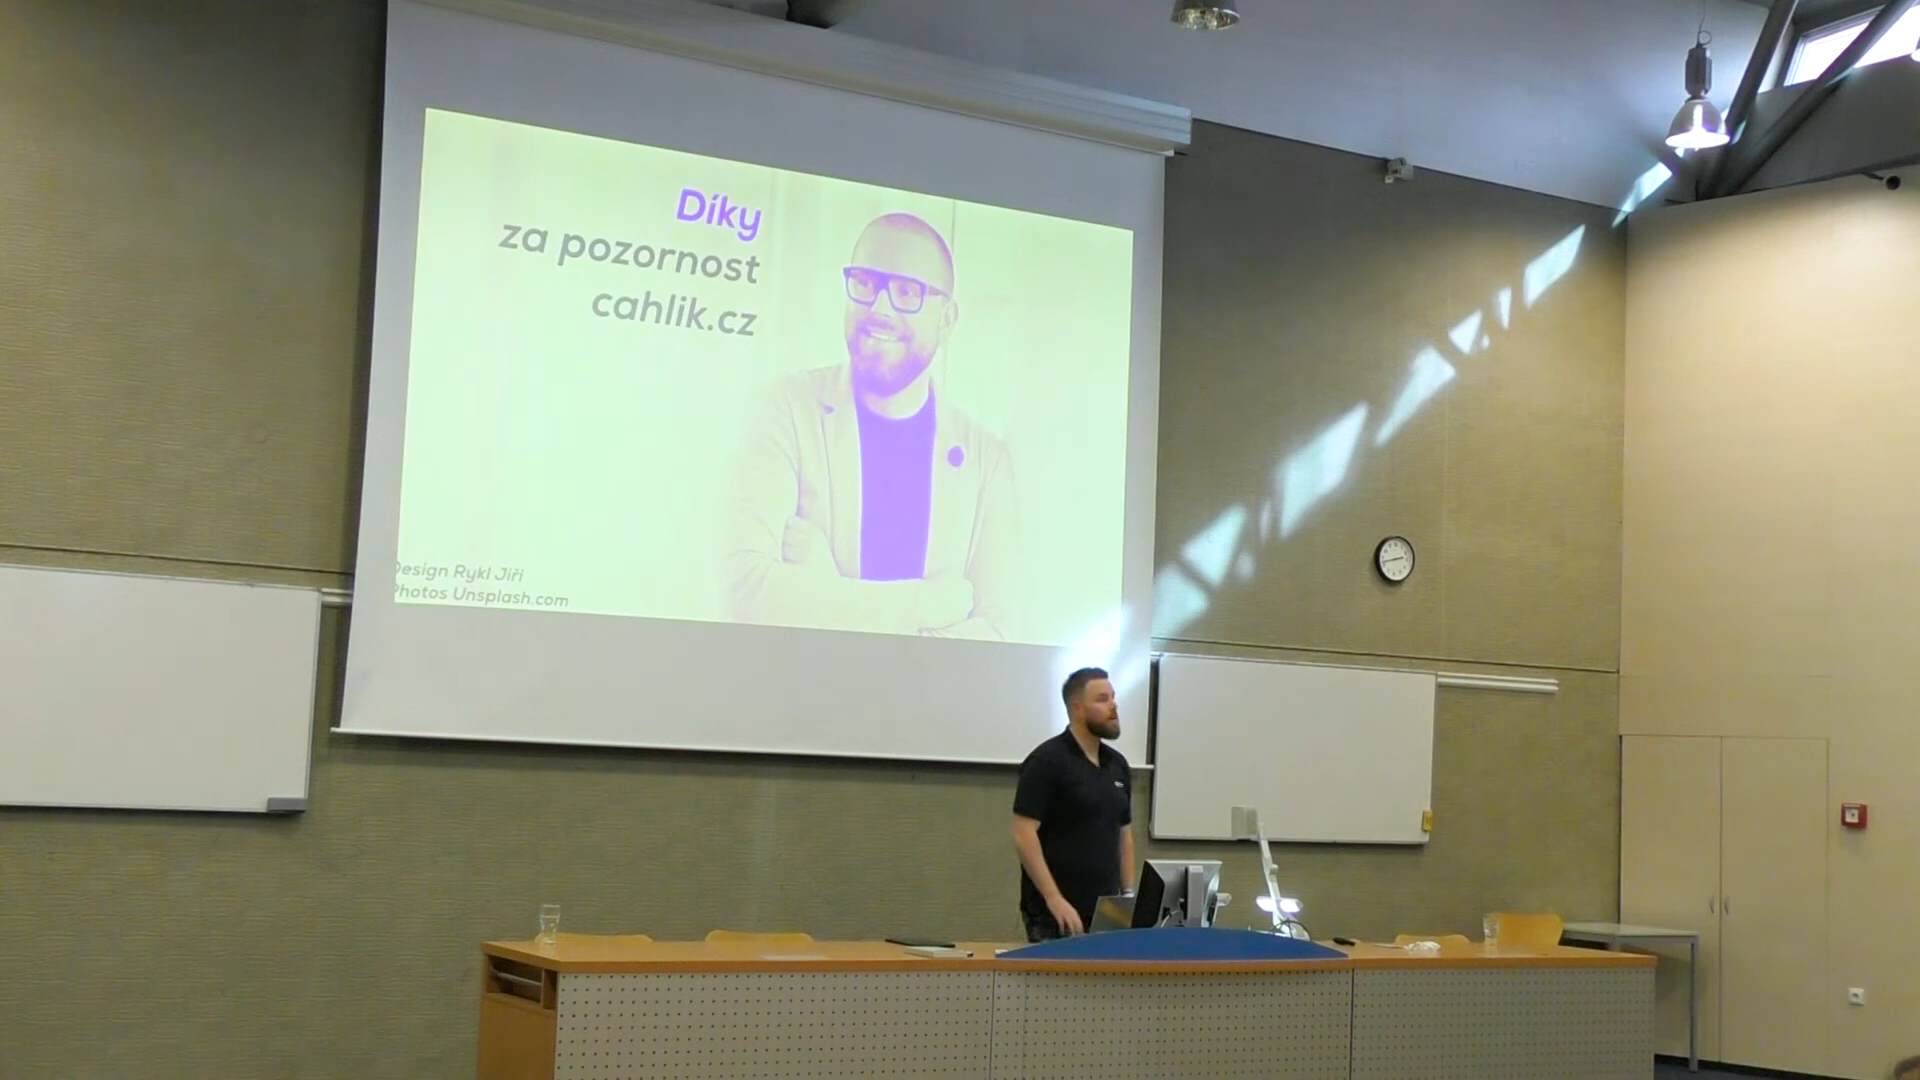 Díky
za pozornost
cahlik.cz
Design Rykl Jiří
Photos Unsplash.com